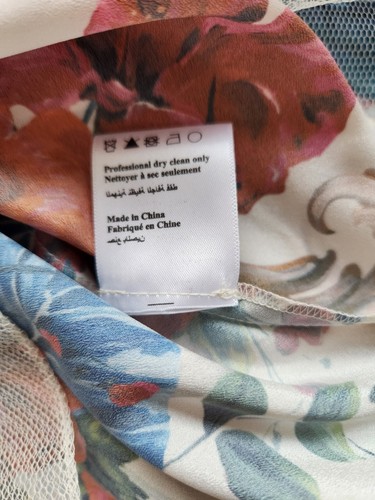 Professional dry clean only
Nettoyer à sec seulement
Made in China
Fabriqué en Chine